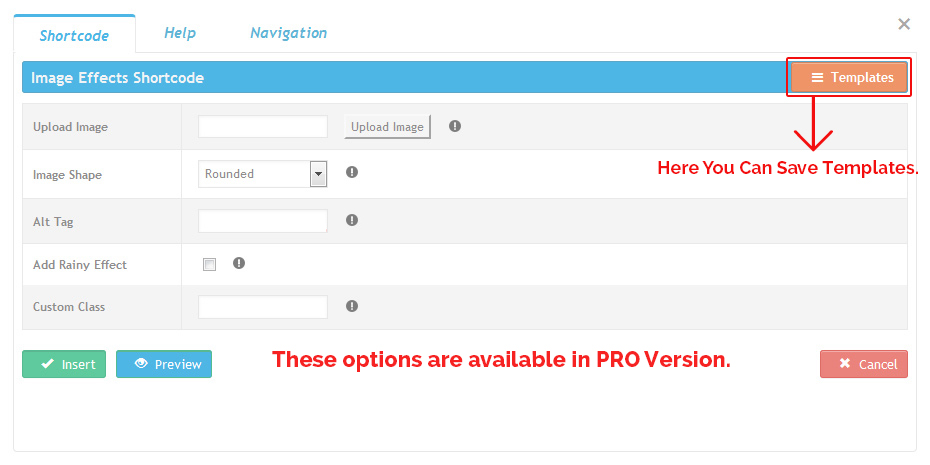 Shortcode Help Navigation
Image Effects Shortcode Templates
Upload Image Upload Image
Here You Can Save Templates.
Image Shape Rounded
Alt Tag
Add Rainy Effect
Custom Class
Insert Preview These options are available in PRO Version. Cancel